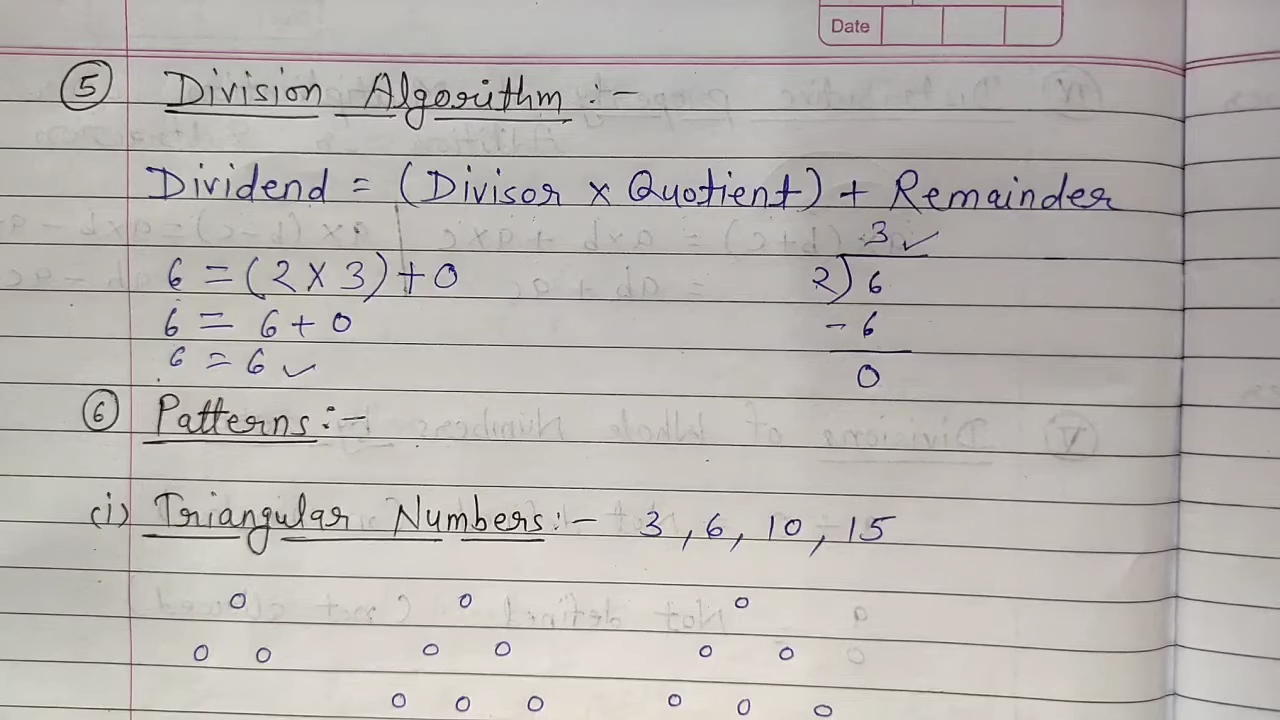 Date
⑤ Division Algorithm :-
Dividend = (Divisor × Quotient) + Remainder
6 = (2 × 3) + 0
6 = 6 + 0
6 = 6 ✓
3 ✓
2) 6
- 6
0
⑥ Patterns :-
(i) Triangular Numbers :- 3, 6, 10, 15